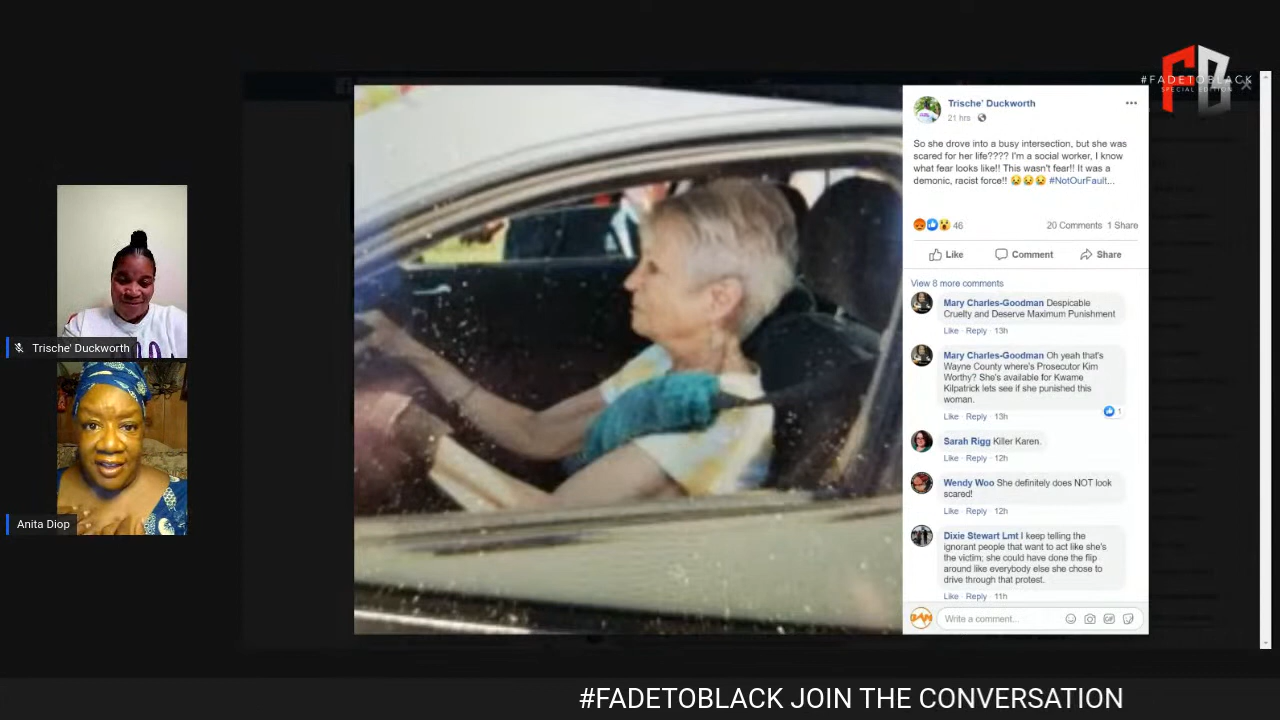 #FADETOBLACK
SPECIAL EDITION
Trische' Duckworth
21 hrs
So she drove into a busy intersection, but she was
scared for her life???? I'm a social worker, I know
what fear looks like!! This wasn't fear!! It was a
demonic, racist force!! 😥😥😥 #NotOurFault...
46
20 Comments 1 Share
Like Comment Share
View 8 more comments
Mary Charles-Goodman Despicable
Cruelty and Deserve Maximum Punishment
Like · Reply · 13h
Mary Charles-Goodman Oh yeah that's
Wayne County where's Prosecutor Kim
Worthy? She's available for Kwame
Kilpatrick lets see if she punished this
woman.
1
Like · Reply · 13h
Sarah Rigg Killer Karen.
Like · Reply · 12h
Wendy Woo She definitely does NOT look
scared!
Like · Reply · 12h
Dixie Stewart Lmt I keep telling the
ignorant people that want to act like she's
the victim; she could have done the flip
around like everybody else she chose to
drive through that protest.
Like · Reply · 11h
Write a comment...
GIF
Trische' Duckworth
Anita Diop
#FADETOBLACK JOIN THE CONVERSATION